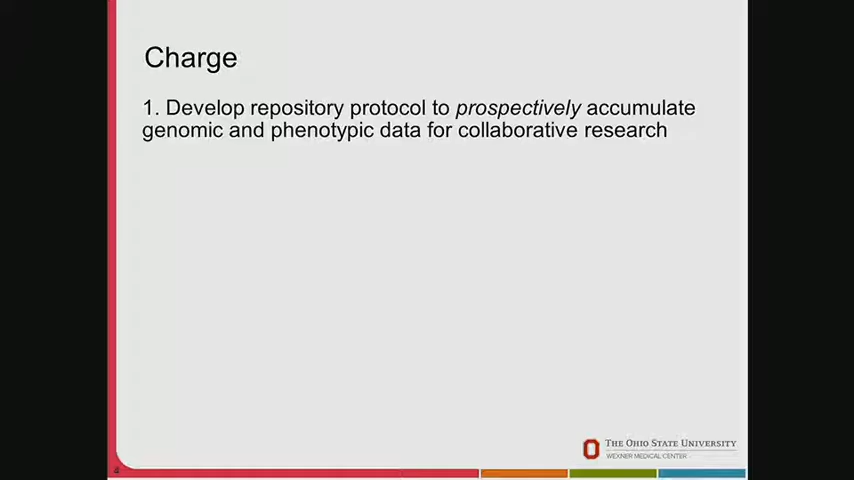 Charge
1. Develop repository protocol to prospectively accumulate
genomic and phenotypic data for collaborative research
THE OHIO STATE UNIVERSITY
WEXNER MEDICAL CENTER